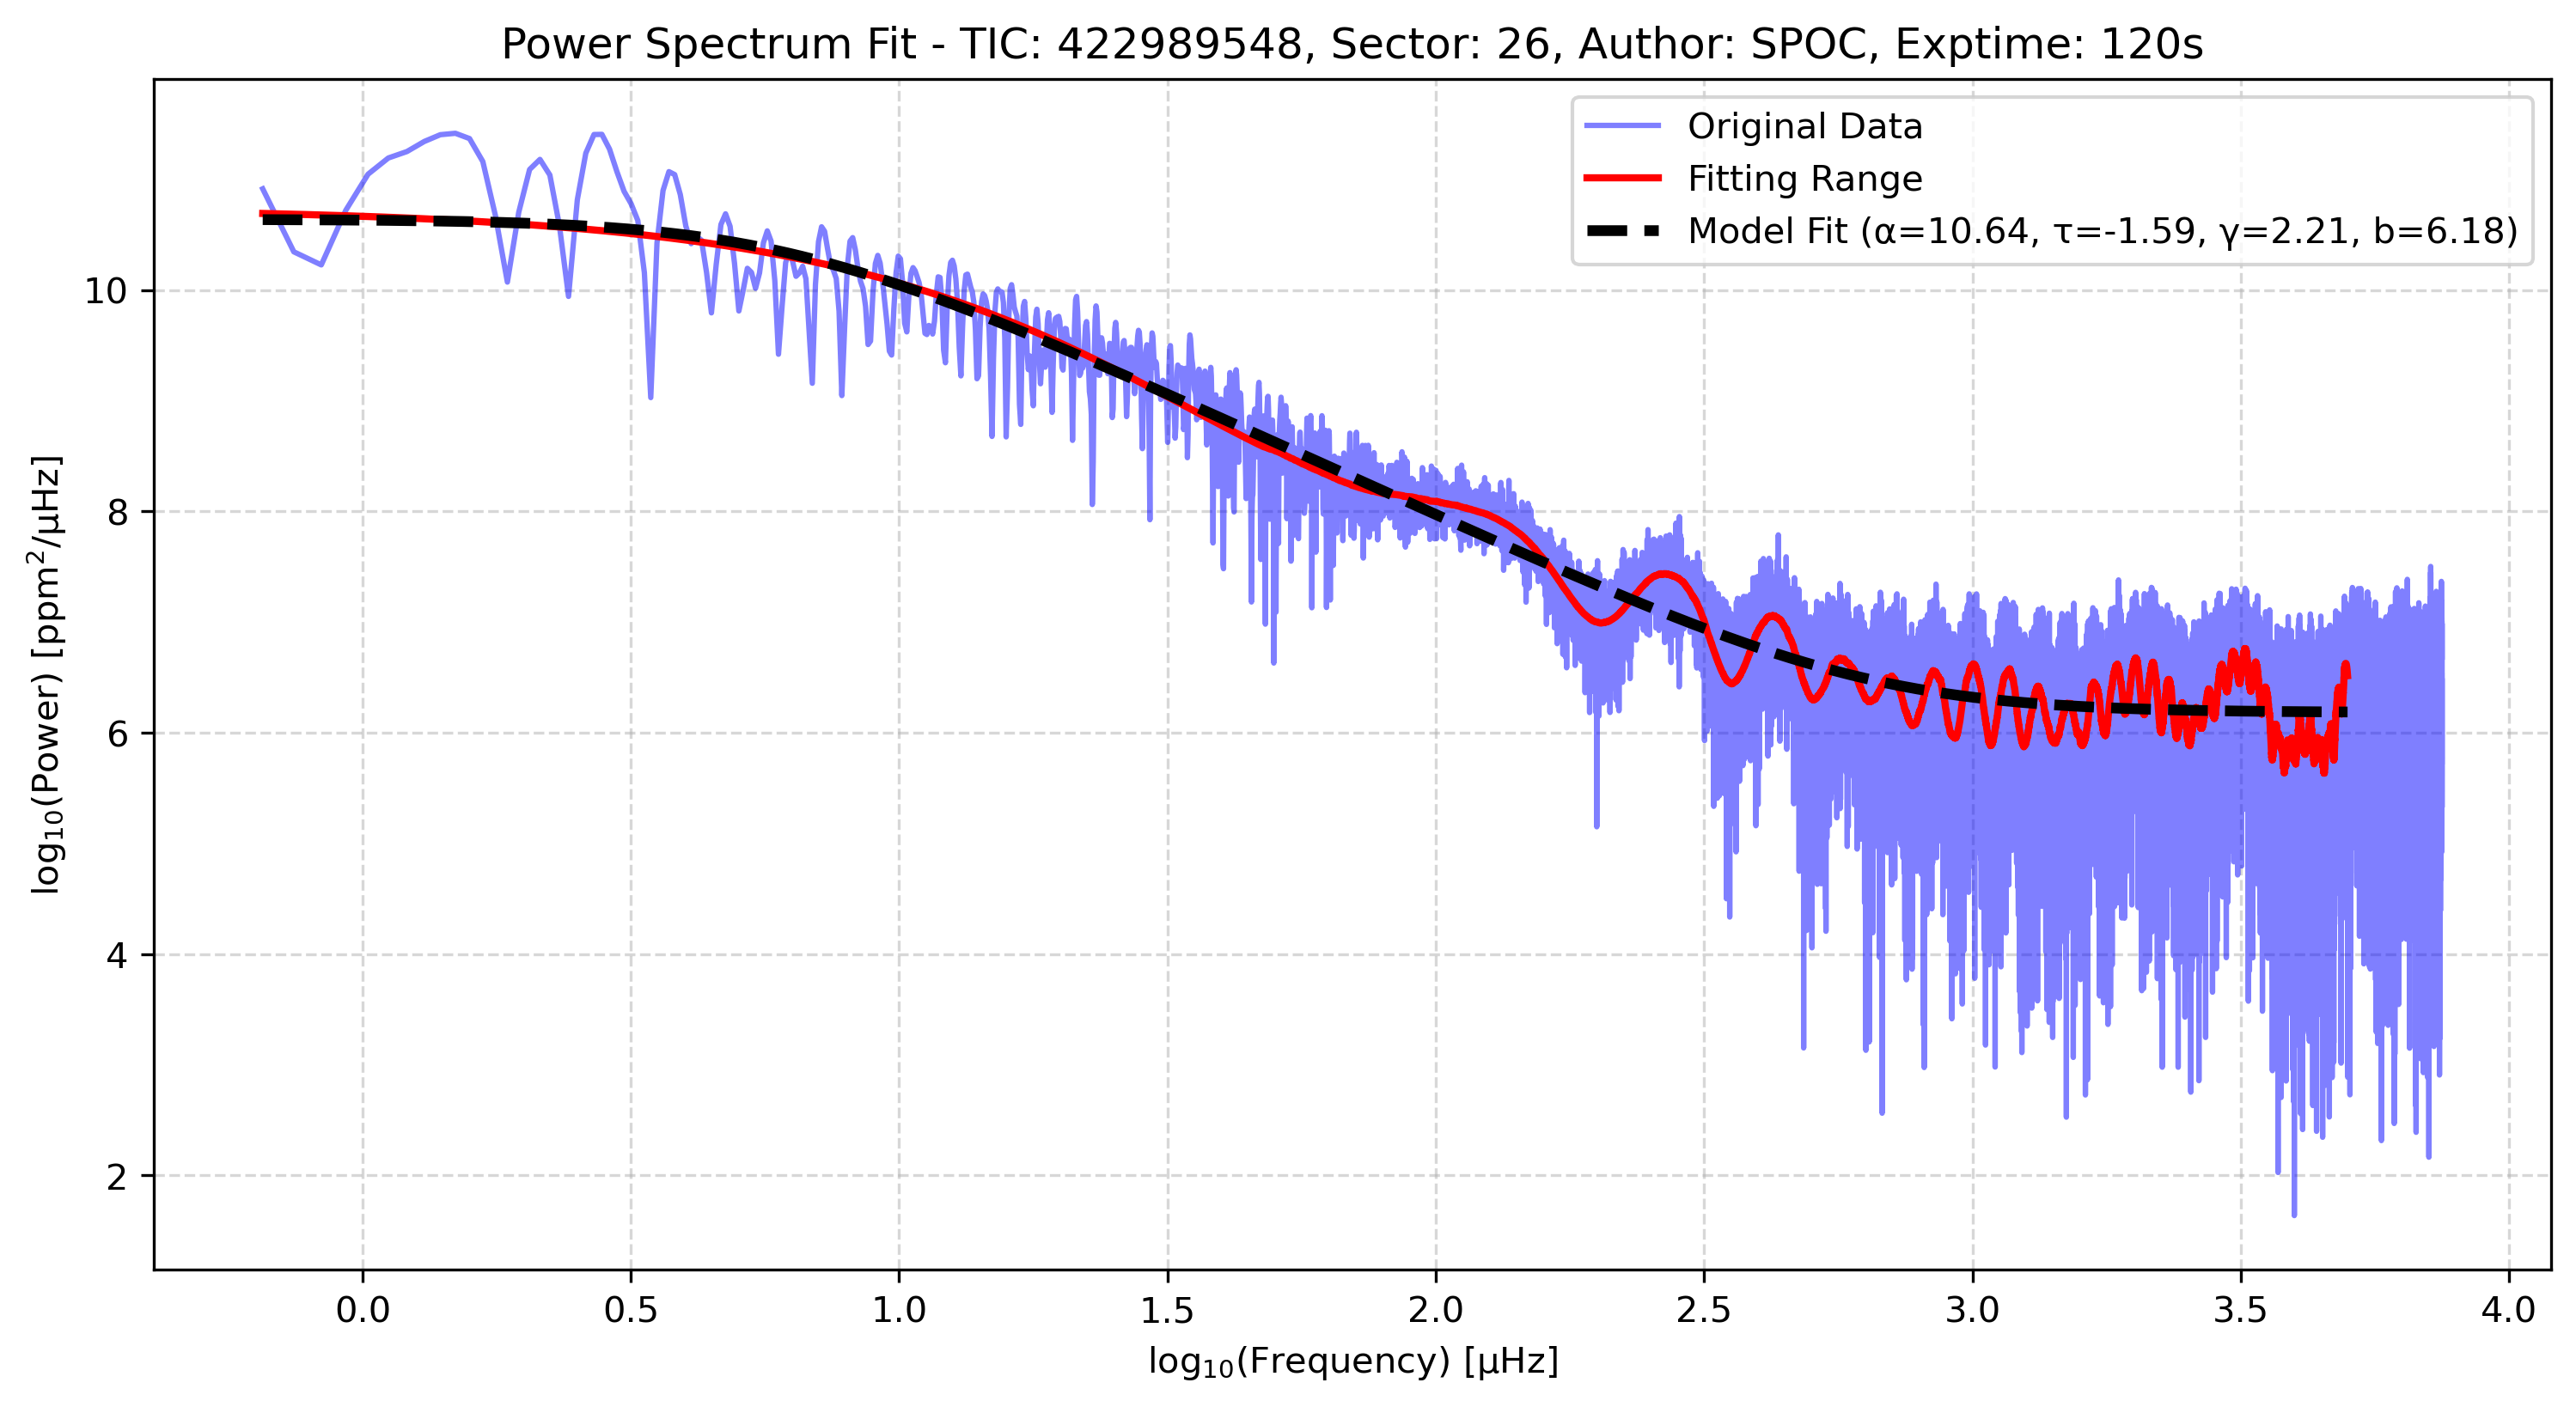 Power Spectrum Fit - TIC: 422989548, Sector: 26, Author: SPOC, Exptime: 120s
Original Data
Fitting Range
Model Fit (α=10.64, τ=-1.59, γ=2.21, b=6.18)
log₁₀(Power) [ppm²/μHz]
10
8
6
4
2
0.0 0.5 1.0 1.5 2.0 2.5 3.0 3.5 4.0
log₁₀(Frequency) [μHz]